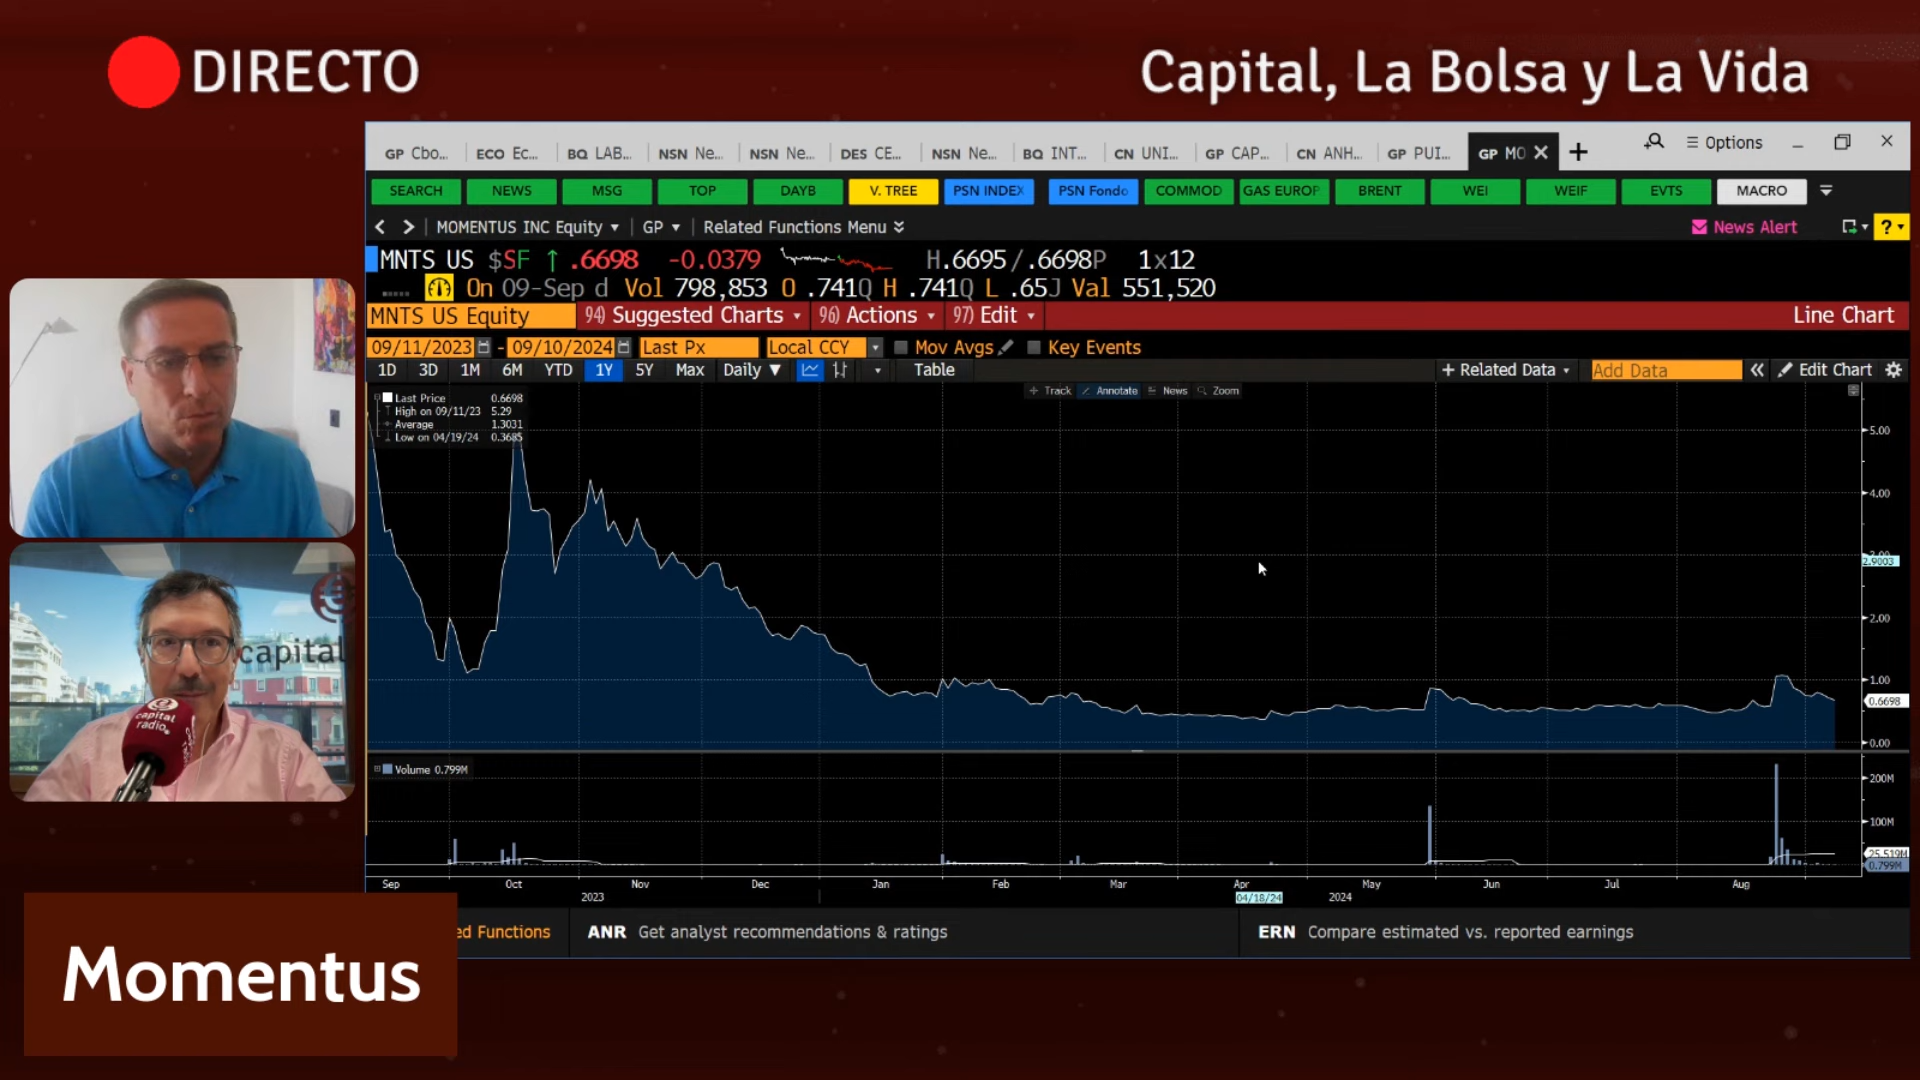 DIRECTO
Capital, La Bolsa y La Vida
GP Cbo... ECO Ec... BQ LAB... NSN Ne... NSN Ne... DES CE... NSN Ne... BQ INT... CN UNI... GP CAP... CN ANH... GP PUI... GP MO Options
SEARCH NEWS MSG TOP DAYB V. TREE PSN INDEX PSN Fondo COMMOD GAS EUROP BRENT WEI WEIF EVTS MACRO
MOMENTUS INC Equity GP Related Functions Menu News Alert ?
MNTS US $SF ↑ .6698 -0.0379 H.6695/.6698P 1x12
On 09-Sep d Vol 798,853 O .741Q H .741Q L .65J Val 551,520
MNTS US Equity 94) Suggested Charts 96) Actions 97) Edit Line Chart
09/11/2023 - 09/10/2024 Last Px Local CCY Mov Avgs Key Events
1D 3D 1M 6M YTD 1Y 5Y Max Daily ▼ Table + Related Data Add Data « Edit Chart
Track Annotate News Zoom
Last Price 0.6698
High on 09/11/23 5.29
Average 1.3031
Low on 04/19/24 0.3685
5.00
4.00
3.00
2.9003
2.00
1.00
0.6698
0.00
Volume 0.799M
200M
100M
25.519M
0.799M
Sep Oct Nov Dec Jan Feb Mar Apr May Jun Jul Aug
2023 04/18/24 2024
ed Functions ANR Get analyst recommendations & ratings ERN Compare estimated vs. reported earnings
capital
capital
radio.
Momentus